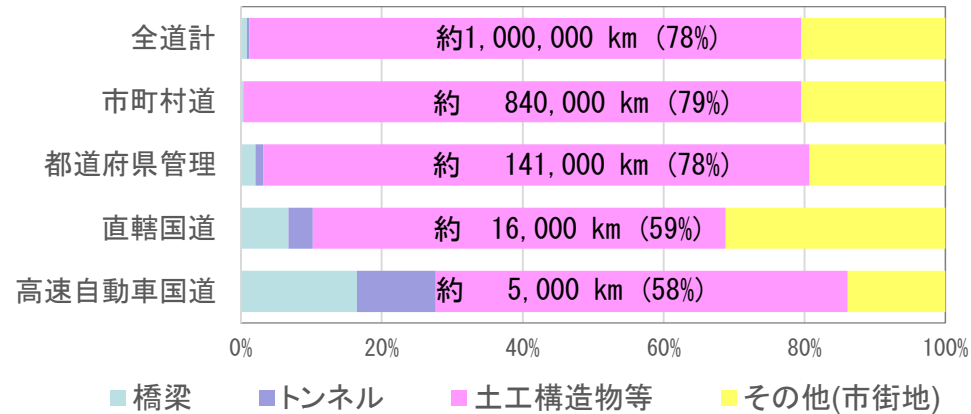 全道計 約1,000,000 km (78%)
市町村道 約 840,000 km (79%)
都道府県管理 約 141,000 km (78%)
直轄国道 約 16,000 km (59%)
高速自動車国道 約 5,000 km (58%)
0% 20% 40% 60% 80% 100%
橋梁 トンネル 土工構造物等 その他(市街地)